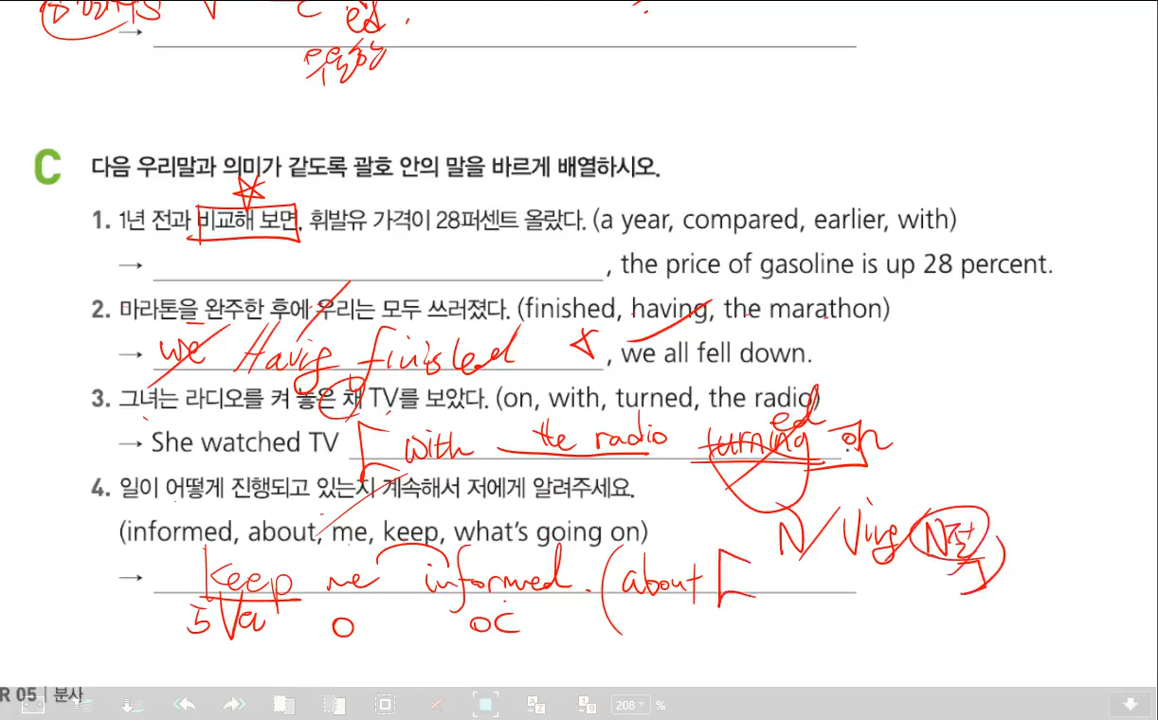 ed.
→
C 다음 우리말과 의미가 같도록 괄호 안의 말을 바르게 배열하시오.
1. 1년 전과 비교해 보면, 휘발유 가격이 28퍼센트 올랐다. (a year, compared, earlier, with)
→ , the price of gasoline is up 28 percent.
2. 마라톤을 완주한 후에 우리는 모두 쓰러졌다. (finished, having, the marathon)
→ we Having finished , we all fell down.
3. 그녀는 라디오를 켜 놓은 채 TV를 보았다. (on, with, turned, the radio)
ed
→ She watched TV [ with the radio turning on
4. 일이 어떻게 진행되고 있는지 계속해서 저에게 알려주세요.
(informed, about, me, keep, what's going on)
N / Ving N절
→ keep me informed. (about [
5 O OC
R 05 | 분사
208 %